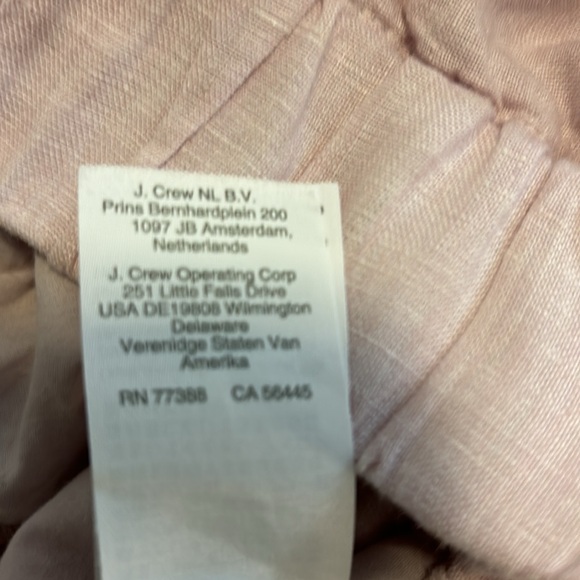 J. Crew NL B.V.
Prins Bernhardplein 200
1097 JB Amsterdam,
Netherlands
J. Crew Operating Corp
251 Little Falls Drive
USA DE19808 Wilmington
Delaware
Verenidge Staten Van
Amerika
RN 77388 CA 56445